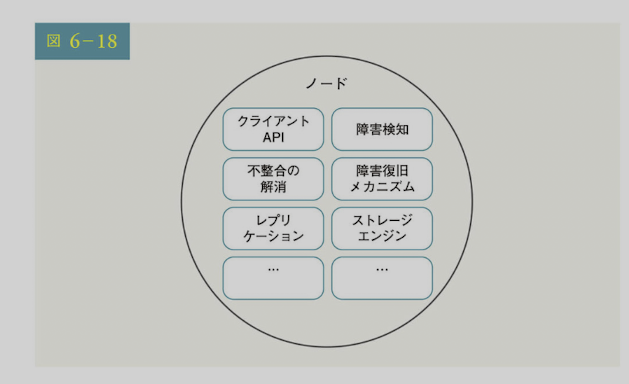 図 6-18
ノード
クライアント
API
障害検知
不整合の
解消
障害復旧
メカニズム
レプリ
ケーション
ストレージ
エンジン
…
…